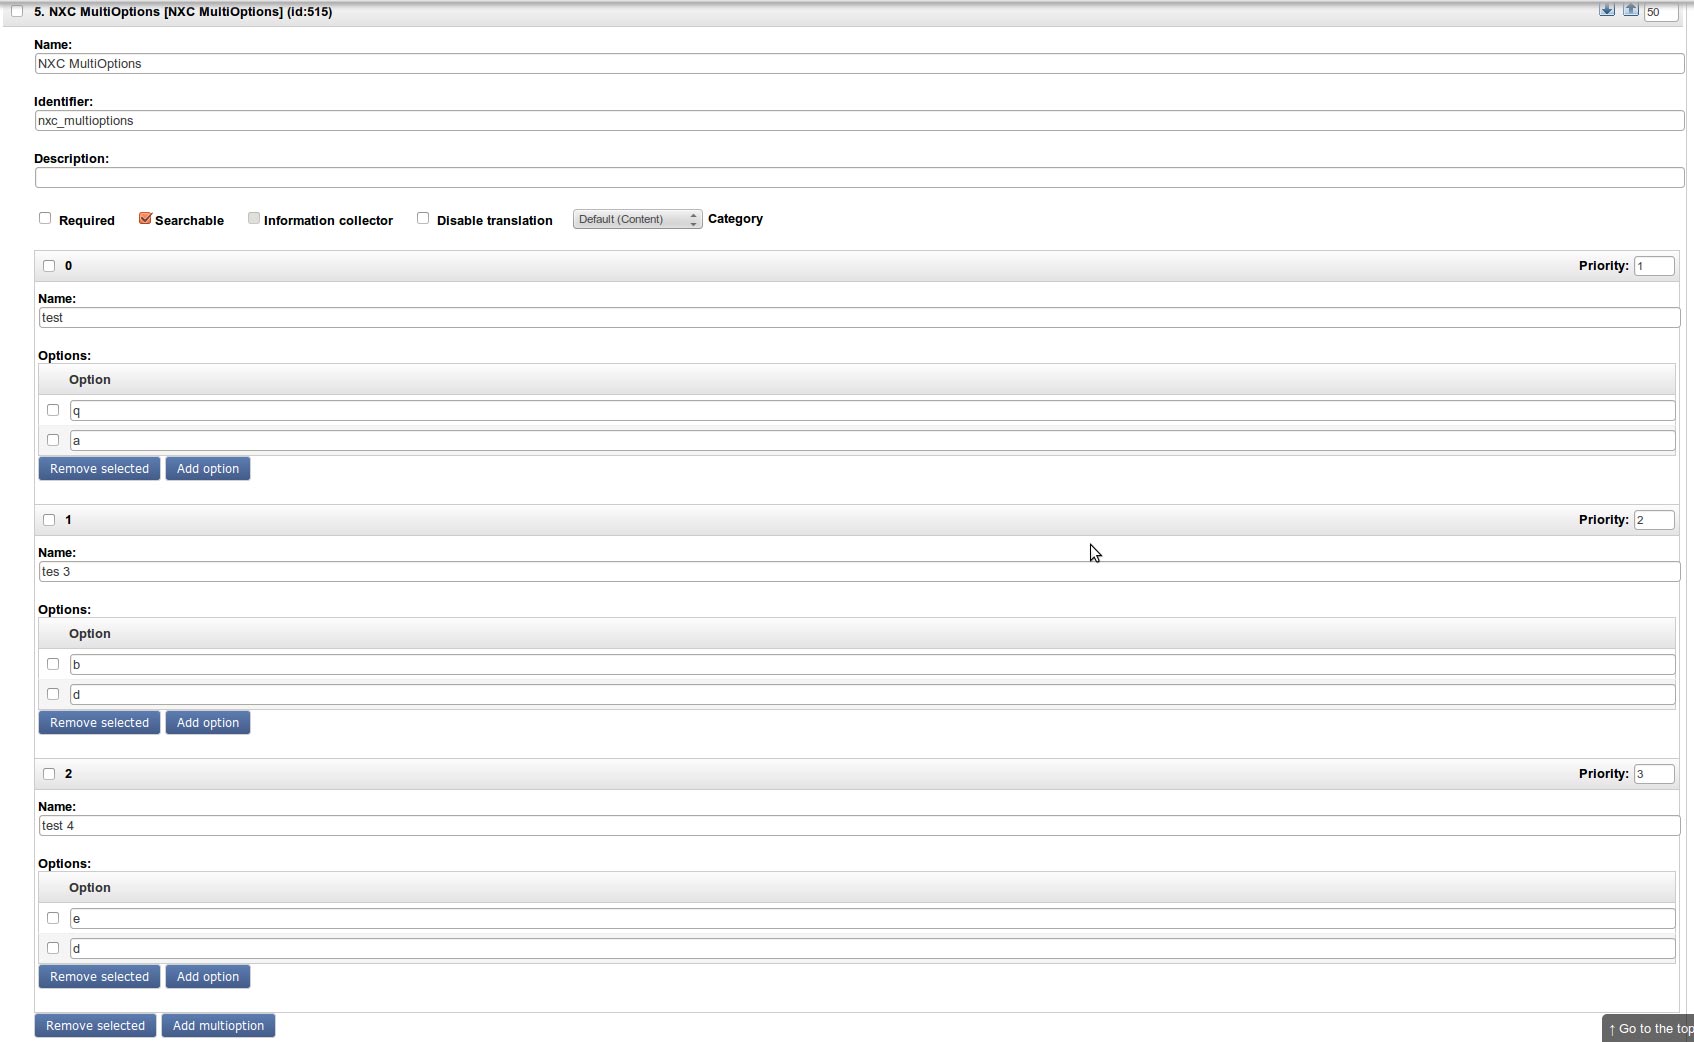 5. NXC MultiOptions [NXC MultiOptions] (id:515) 50
Name:
NXC MultiOptions
Identifier:
nxc_multioptions
Description:
Required Searchable Information collector Disable translation Default (Content) Category
0 Priority: 1
Name:
test
Options:
Option
q
a
Remove selected Add option
1 Priority: 2
Name:
tes 3
Options:
Option
b
d
Remove selected Add option
2 Priority: 3
Name:
test 4
Options:
Option
e
d
Remove selected Add option
Remove selected Add multioption
↑ Go to the top